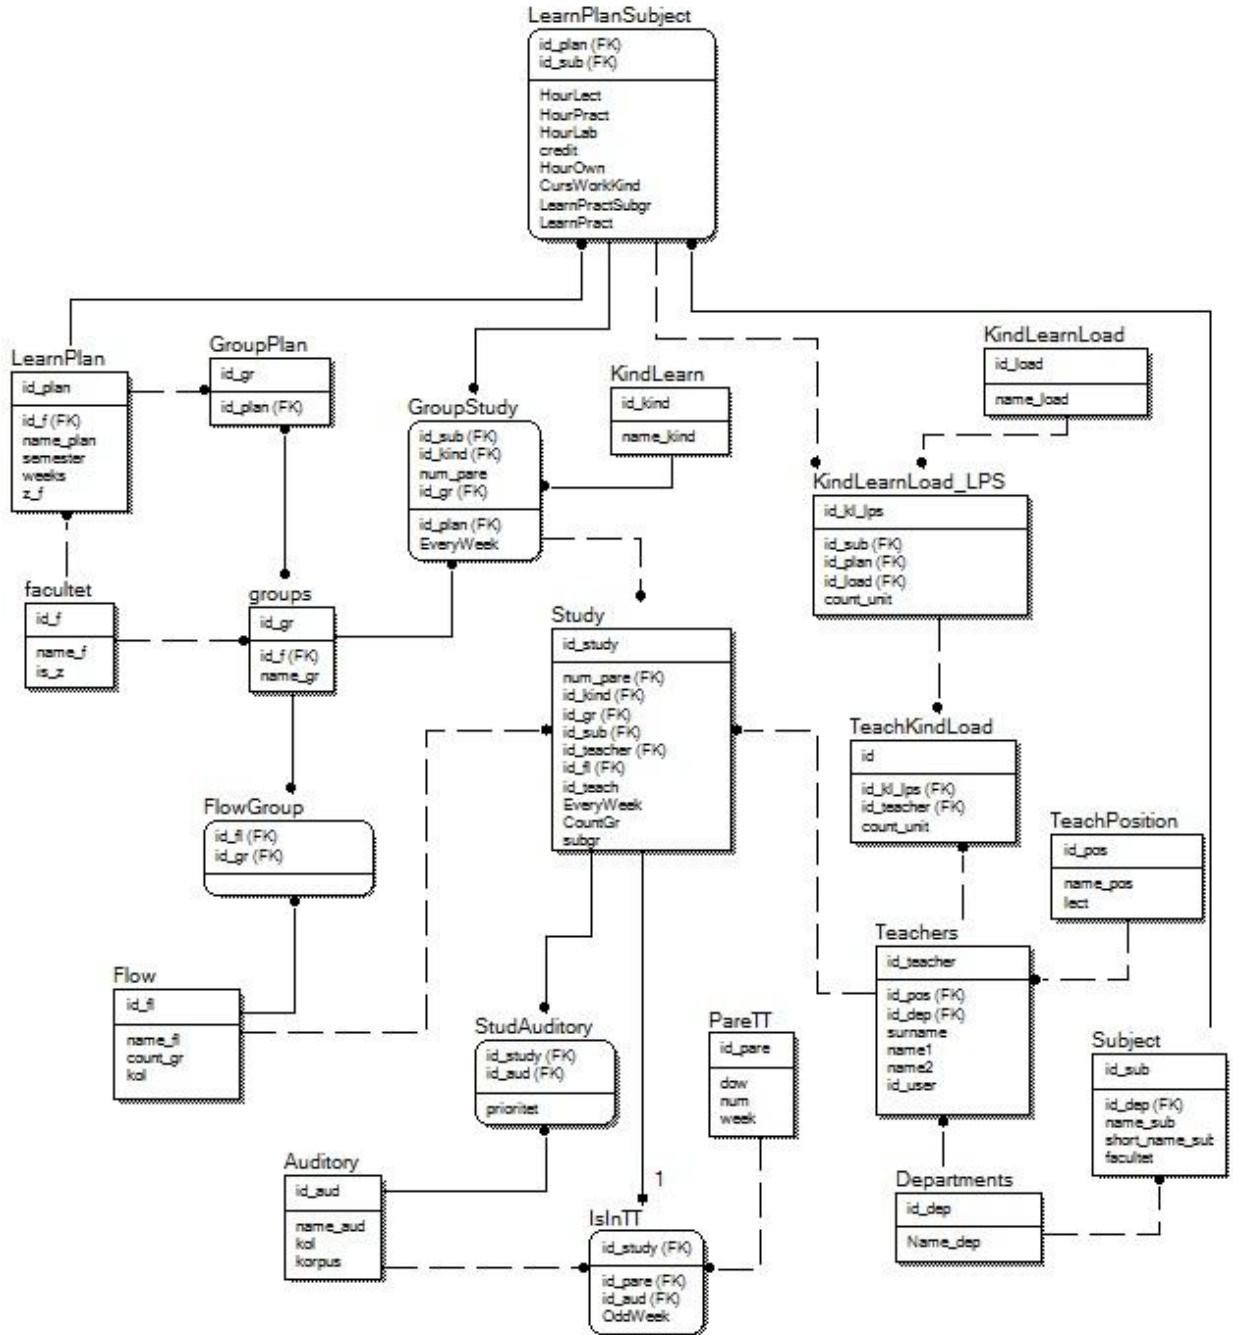 LearnPlanSubject
id_plan (FK)
id_sub (FK)
HourLect
HourPract
HourLab
credit
HourOwn
CursWorkKind
LearnPractSubgr
LearnPract
LearnPlan
id_plan
id_f (FK)
name_plan
semester
weeks
z_f
GroupPlan
id_gr
id_plan (FK)
GroupStudy
id_sub (FK)
id_kind (FK)
num_pare
id_gr (FK)
id_plan (FK)
EveryWeek
KindLearn
id_kind
name_kind
KindLearnLoad
id_load
name_load
KindLearnLoad_LPS
id_kl_lps
id_sub (FK)
id_plan (FK)
id_load (FK)
count_unit
facultet
id_f
name_f
is_z
groups
id_gr
id_f (FK)
name_gr
Study
id_study
num_pare (FK)
id_kind (FK)
id_gr (FK)
id_sub (FK)
id_teacher (FK)
id_fl (FK)
id_teach
EveryWeek
CountGr
subgr
TeachKindLoad
id
id_kl_lps (FK)
id_teacher (FK)
count_unit
TeachPosition
id_pos
name_pos
lect
FlowGroup
id_fl (FK)
id_gr (FK)
Flow
id_fl
name_fl
count_gr
kol
StudAuditory
id_study (FK)
id_aud (FK)
prioritet
PareTT
id_pare
dow
num
week
Teachers
id_teacher
id_pos (FK)
id_dep (FK)
surname
name1
name2
id_user
Subject
id_sub
id_dep (FK)
name_sub
short_name_sub
facultet
Auditory
id_aud
name_aud
kol
korpus
1
IsInTT
id_study (FK)
id_pare (FK)
id_aud (FK)
OddWeek
Departments
id_dep
Name_dep